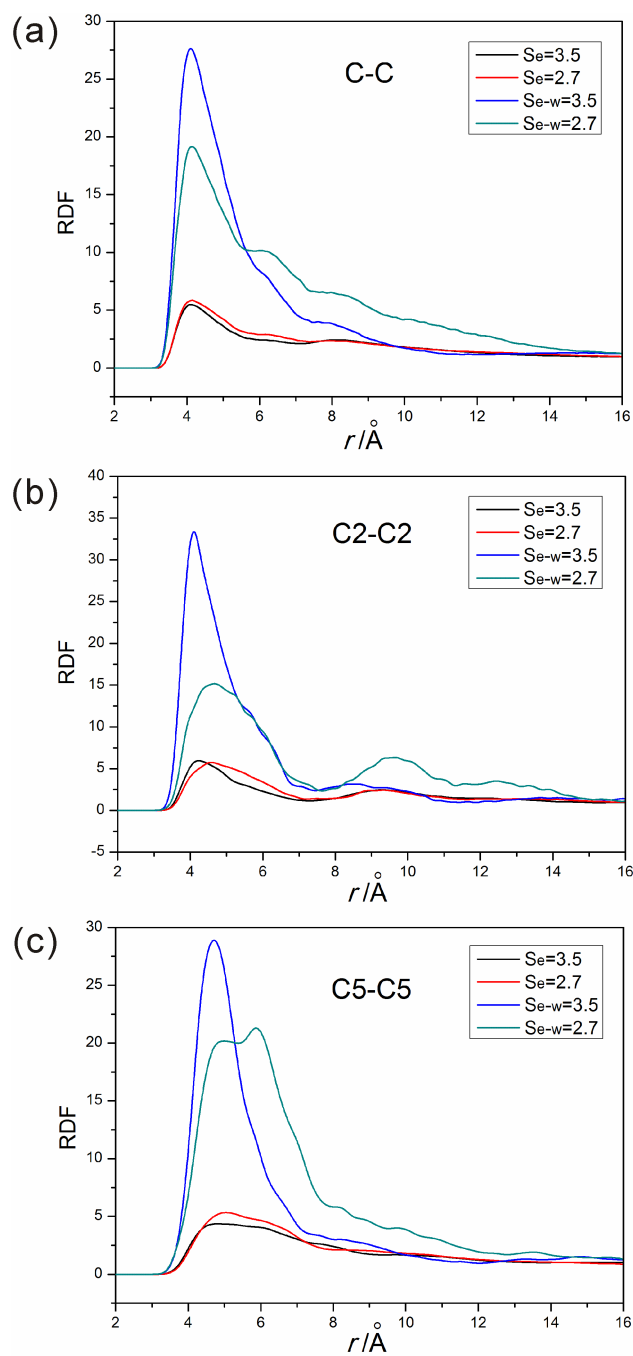 (a)
C-C
Se=3.5
Se=2.7
Se-w=3.5
Se-w=2.7
RDF
30
25
20
15
10
5
0
2 4 6 8 10 12 14 16
r/Å
(b)
C2-C2
Se=3.5
Se=2.7
Se-w=3.5
Se-w=2.7
RDF
40
35
30
25
20
15
10
5
0
-5
2 4 6 8 10 12 14 16
r/Å
(c)
C5-C5
Se=3.5
Se=2.7
Se-w=3.5
Se-w=2.7
RDF
30
25
20
15
10
5
0
2 4 6 8 10 12 14 16
r/Å